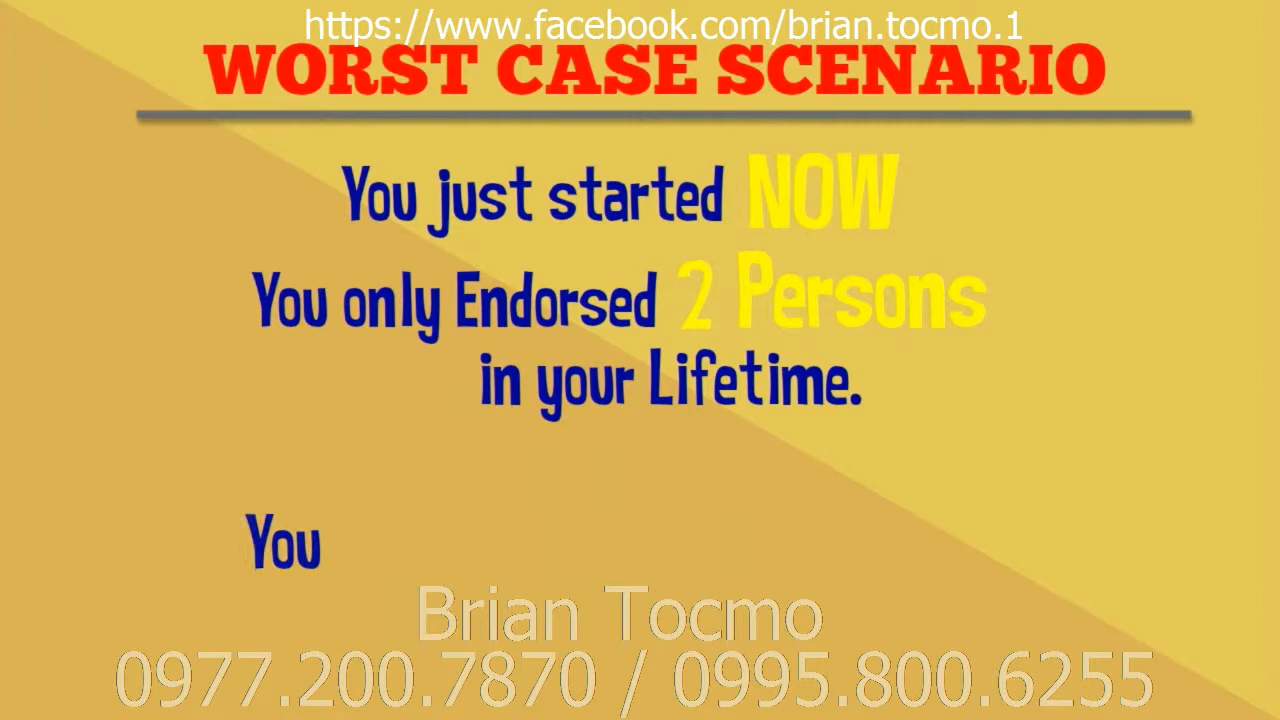 https://www.facebook.com/brian.tocmo.1
WORST CASE SCENARIO
You just started NOW
You only Endorsed 2 Persons
in your Lifetime.
You
Brian Tocmo
0977.200.7870 / 0995.800.6255